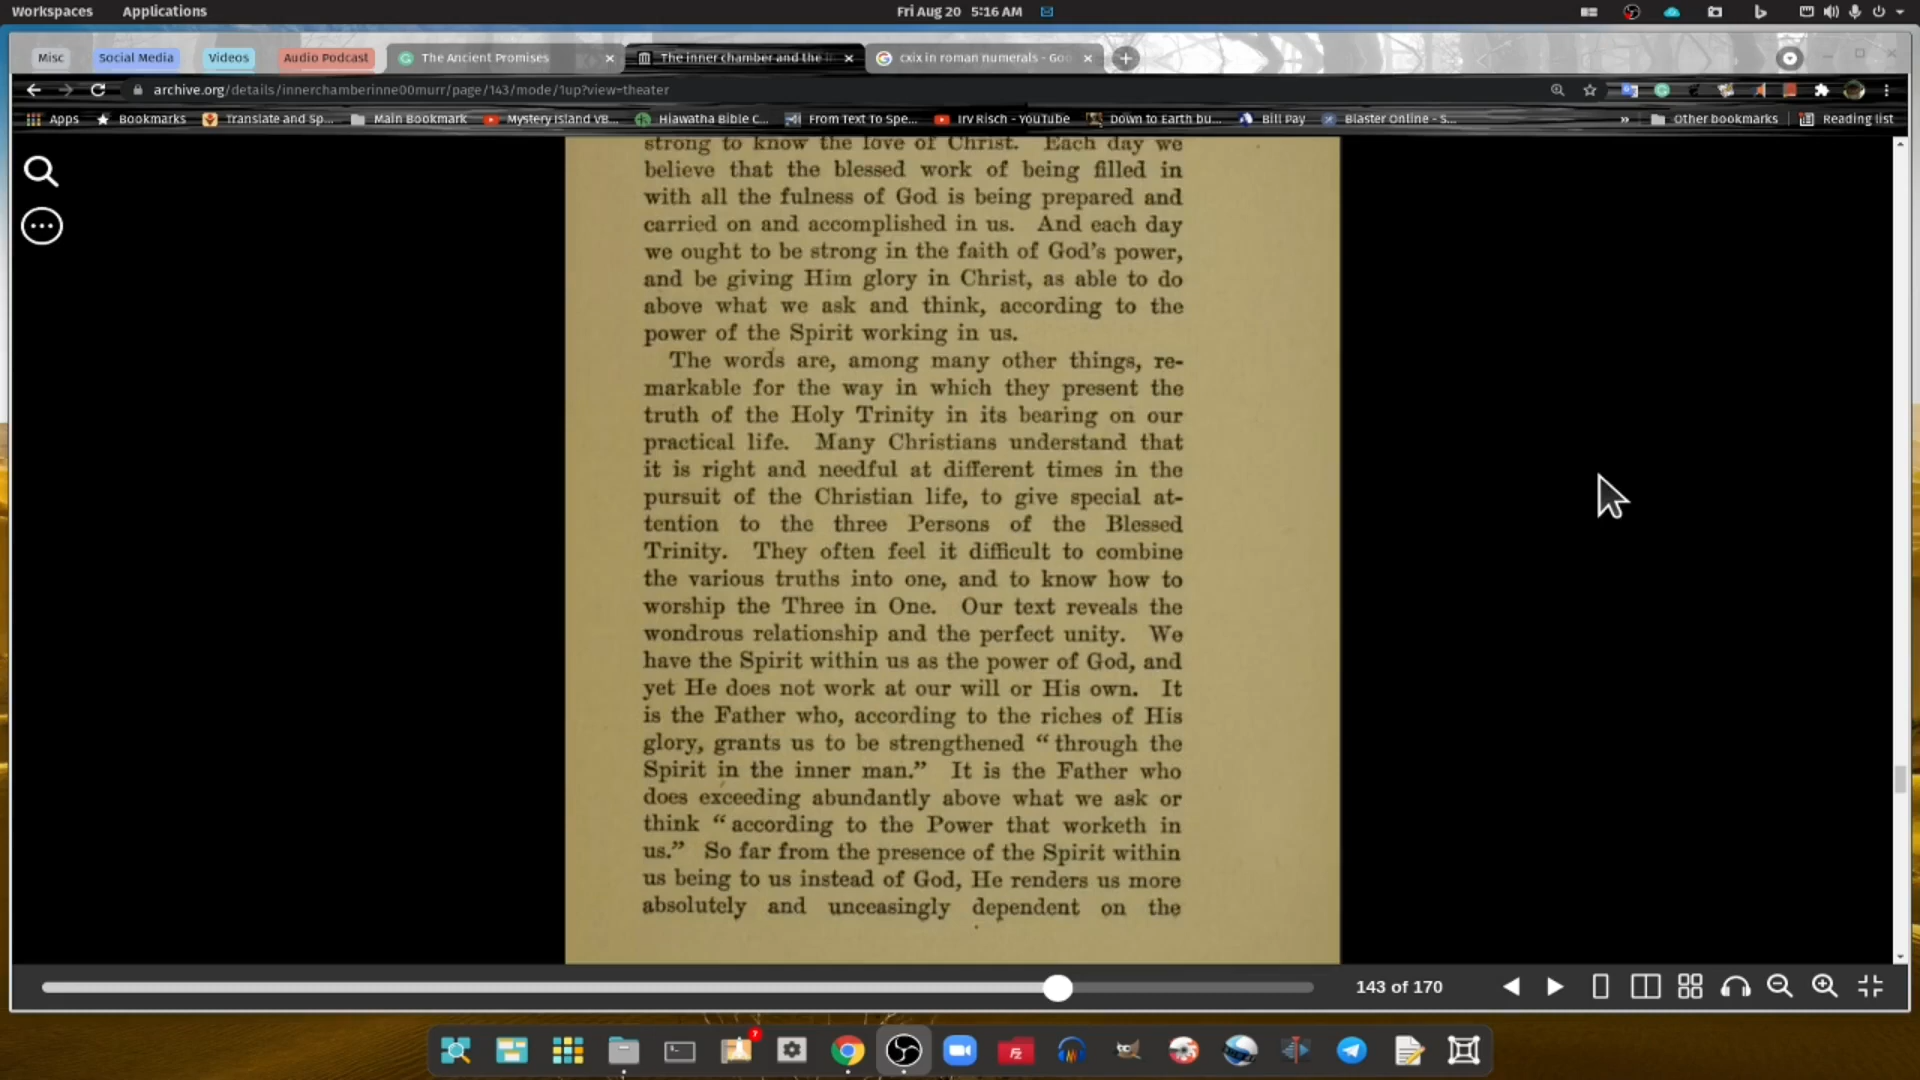 Workspaces Applications Fri Aug 20 5:16 AM
Misc Social Media Videos Audio Podcast The Ancient Promises The inner chamber and the i cxix in roman numerals - Goo
archive.org/details/innerchamberinne00murr/page/143/mode/1up?view=theater
Apps Bookmarks Translate and Sp... Main Bookmark Mystery Island VB... Hiawatha Bible C... From Text To Spe... Irv Risch - YouTube Down to Earth bu... Bill Pay Blaster Online - S... » Other bookmarks Reading list
strong to know the love of Christ. Each day we
believe that the blessed work of being filled in
with all the fulness of God is being prepared and
carried on and accomplished in us. And each day
we ought to be strong in the faith of God's power,
and be giving Him glory in Christ, as able to do
above what we ask and think, according to the
power of the Spirit working in us.
The words are, among many other things, re-
markable for the way in which they present the
truth of the Holy Trinity in its bearing on our
practical life. Many Christians understand that
it is right and needful at different times in the
pursuit of the Christian life, to give special at-
tention to the three Persons of the Blessed
Trinity. They often feel it difficult to combine
the various truths into one, and to know how to
worship the Three in One. Our text reveals the
wondrous relationship and the perfect unity. We
have the Spirit within us as the power of God, and
yet He does not work at our will or His own. It
is the Father who, according to the riches of His
glory, grants us to be strengthened “through the
Spirit in the inner man.” It is the Father who
does exceeding abundantly above what we ask or
think “according to the Power that worketh in
us.” So far from the presence of the Spirit within
us being to us instead of God, He renders us more
absolutely and unceasingly dependent on the
143 of 170
7
Fz